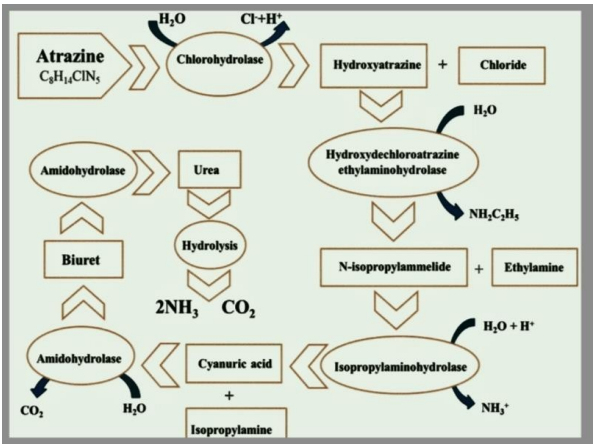 H₂O
Cl⁻+H⁺
Atrazine
C₈H₁₄ClN₅
Chlorohydrolase
Hydroxyatrazine
+
Chloride
H₂O
Hydroxydechloroatrazine
ethylaminohydrolase
NH₂C₂H₅
N-isopropylammelide
+
Ethylamine
H₂O + H⁺
Isopropylaminohydrolase
NH₃⁺
Cyanuric acid
+
Isopropylamine
Amidohydrolase
CO₂
H₂O
Biuret
Amidohydrolase
Urea
Hydrolysis
2NH₃
CO₂